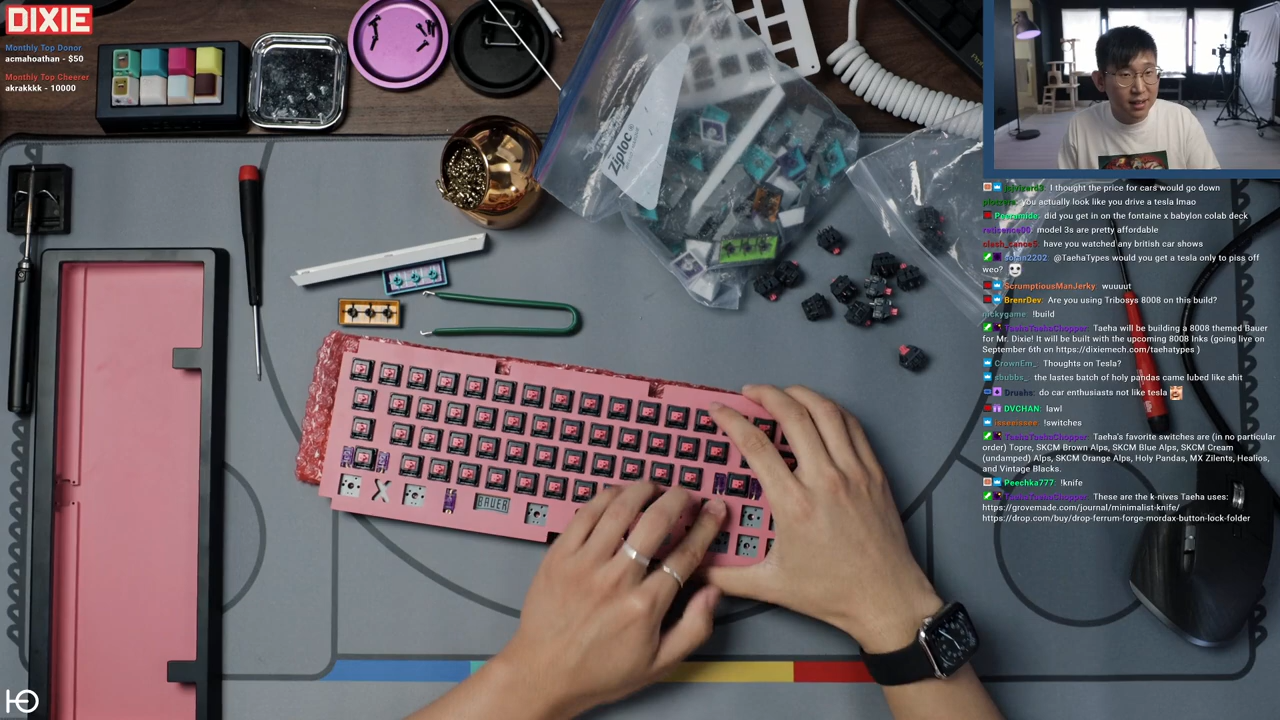 DIXIE
Monthly Top Donor
acmahoathan - $50
Monthly Top Cheerer
akrakkkk - 10000
Ziploc
BAUER
I thought the price for cars would go down
you actually look like you drive a tesla lmao
did you get in on the fontaine x babylon colab deck
model 3s are pretty affordable
have you watched any british car shows
@TaehaTypes would you get a tesla only to piss off
weo?
ScrumptiousManJerky: wuuuut
BrenrDev: Are you using Tribosys 8008 on this build?
nickygame: !build
TaehaTaehaChopper: Taeha will be building a 8008 themed Bauer
for Mr. Dixie! It will be built with the upcoming 8008 Inks (going live on
September 6th on https://dixiemech.com/taehatypes )
CrownEm_: Thoughts on Tesla?
sbubbs_: the lastes batch of holy pandas came lubed like shit
Drushs: do car enthusiasts not like tesla
DVCHAN: lawl
!switches
TaehaTaehaChopper: Taeha's favorite switches are (in no particular
order) Topre, SKCM Brown Alps, SKCM Blue Alps, SKCM Cream
(undamped) Alps, SKCM Orange Alps, Holy Pandas, MX Zilents, Healios,
and Vintage Blacks.
Peechka777: !knife
TaehaTaehaChopper: These are the k-nives Taeha uses:
https://grovemade.com/journal/minimalist-knife/
https://drop.com/buy/drop-ferrum-forge-mordax-button-lock-folder